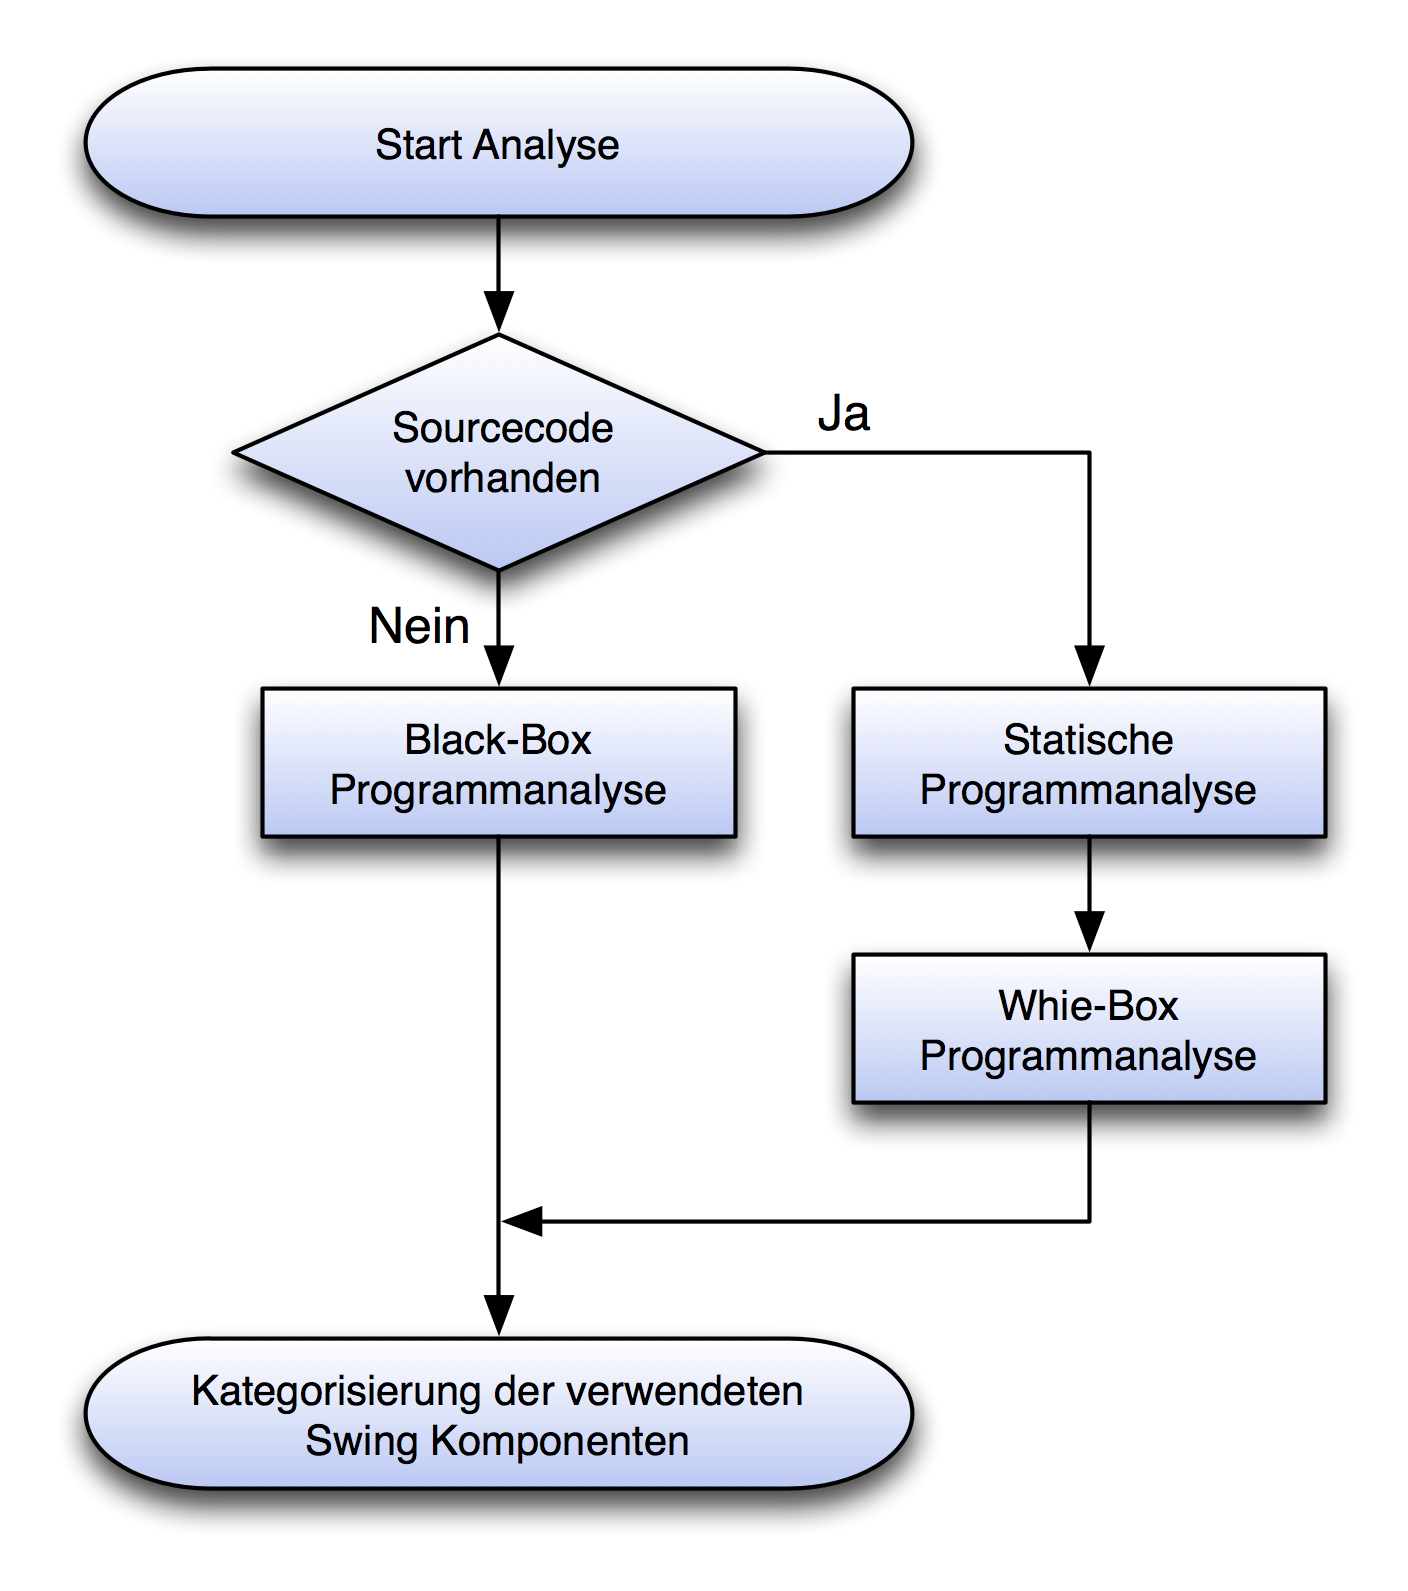 Start Analyse
Sourcecode
vorhanden
Ja
Nein
Black-Box
Programmanalyse
Statische
Programmanalyse
Whie-Box
Programmanalyse
Kategorisierung der verwendeten
Swing Komponenten